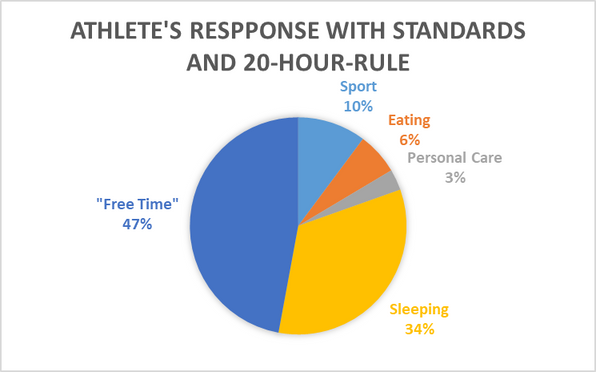 ATHLETE'S RESPPONSE WITH STANDARDS
AND 20-HOUR-RULE
Sport
10%
Eating
6%
Personal Care
3%
"Free Time"
47%
Sleeping
34%